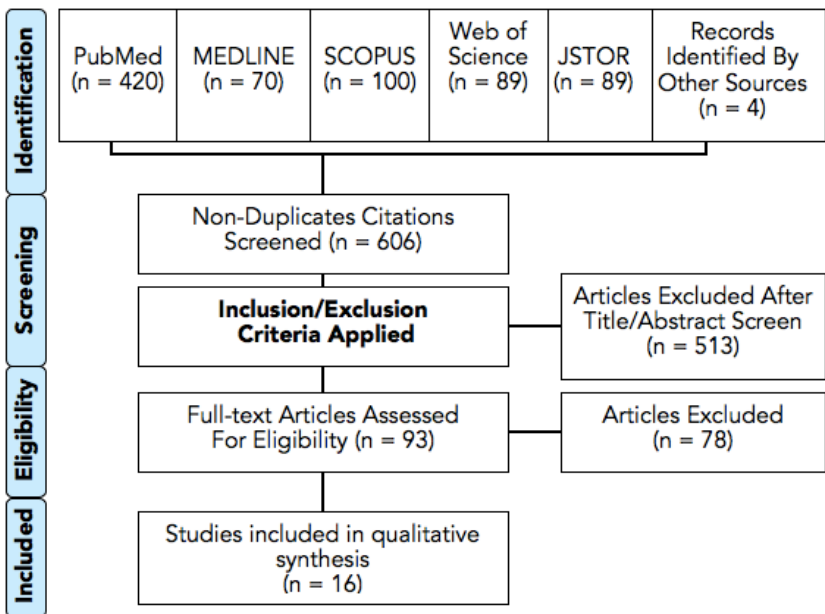 Identification
PubMed
(n = 420)
MEDLINE
(n = 70)
SCOPUS
(n = 100)
Web of
Science
(n = 89)
JSTOR
(n = 89)
Records
Identified By
Other Sources
(n = 4)
Screening
Non-Duplicates Citations
Screened (n = 606)
Inclusion/Exclusion
Criteria Applied
Articles Excluded After
Title/Abstract Screen
(n = 513)
Eligibility
Full-text Articles Assessed
For Eligibility (n = 93)
Articles Excluded
(n = 78)
Included
Studies included in qualitative
synthesis
(n = 16)